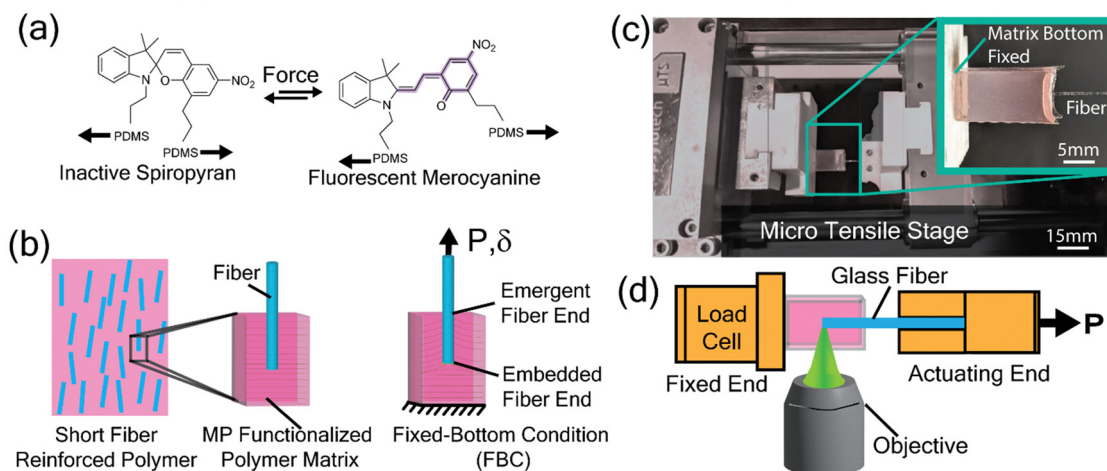 (a)
NO₂
N
O
PDMS
PDMS
Inactive Spiropyran
Force
NO₂
N
O
PDMS
PDMS
Fluorescent Merocyanine
(b)
Short Fiber
Reinforced Polymer
Fiber
MP Functionalized
Polymer Matrix
P,δ
Emergent
Fiber End
Embedded
Fiber End
Fixed-Bottom Condition
(FBC)
(c)
µTS
Matrix Bottom
Fixed
Fiber
5mm
Micro Tensile Stage
15mm
(d)
Glass Fiber
Load
Cell
P
Fixed End
Actuating End
Objective